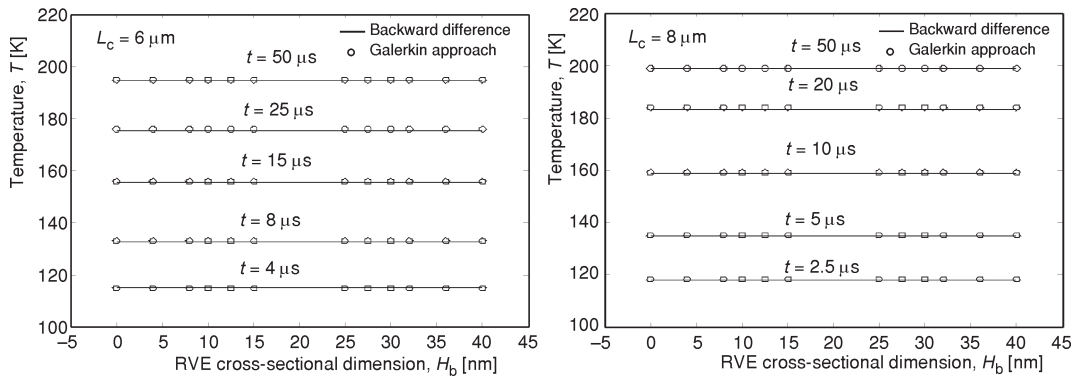 220
200
180
160
140
120
100
Temperature, T [K]
Lc = 6 μm
Backward difference
Galerkin approach
t = 50 μs
t = 25 μs
t = 15 μs
t = 8 μs
t = 4 μs
−5 0 5 10 15 20 25 30 35 40 45
RVE cross-sectional dimension, Hb [nm]
220
200
180
160
140
120
100
Temperature, T [K]
Lc = 8 μm
Backward difference
Galerkin approach
t = 50 μs
t = 20 μs
t = 10 μs
t = 5 μs
t = 2.5 μs
−5 0 5 10 15 20 25 30 35 40 45
RVE cross-sectional dimension, Hb [nm]